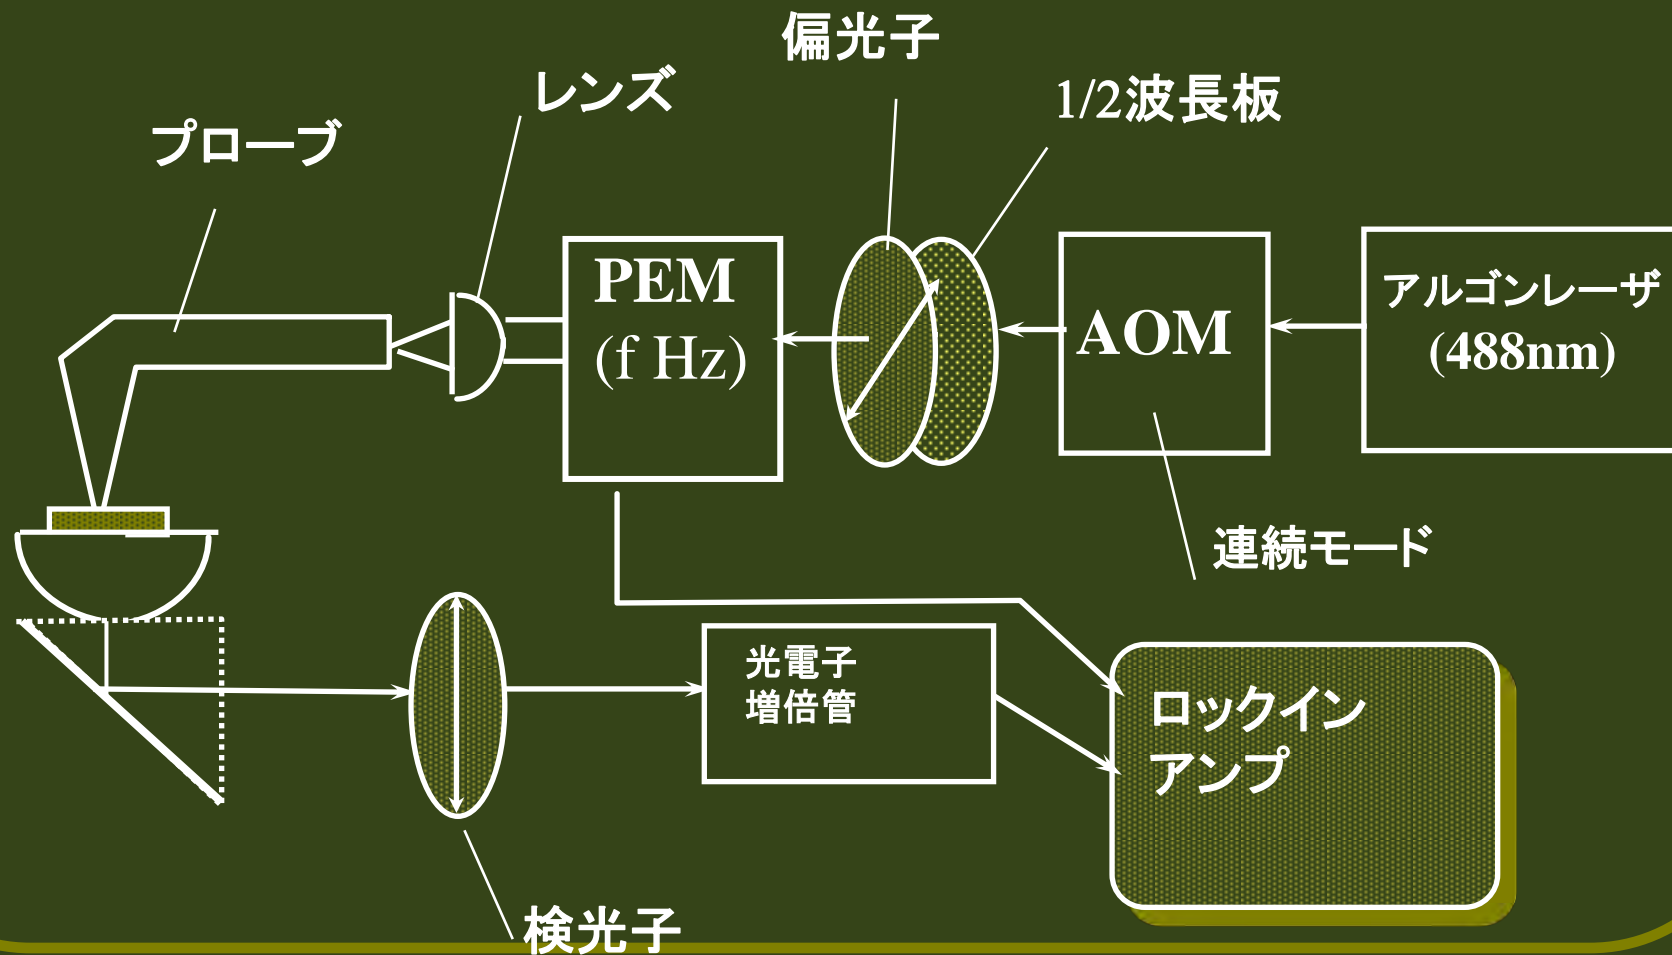 偏光子
レンズ
1/2波長板
プローブ
PEM
(f Hz)
AOM
アルゴンレーザ
(488nm)
連続モード
光電子
増倍管
ロックイン
アンプ
検光子